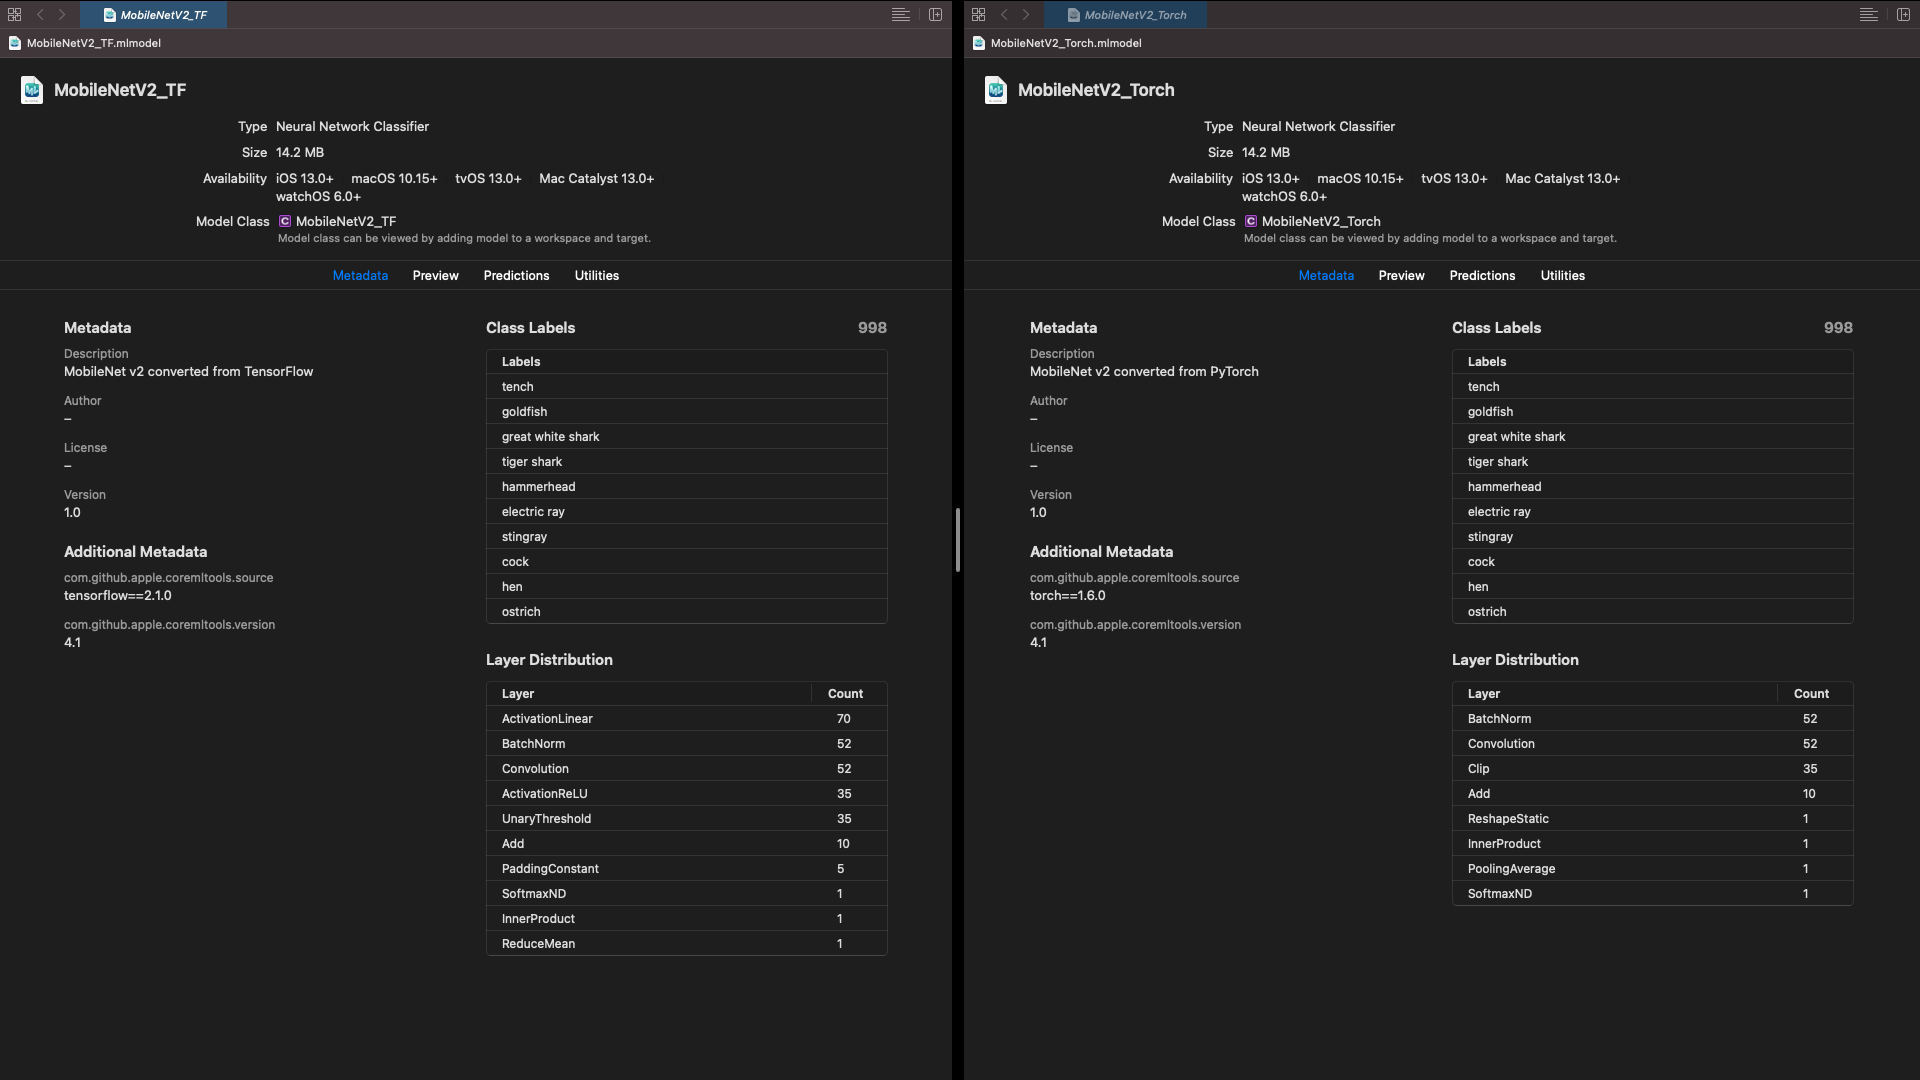 MobileNetV2_TF
MobileNetV2_TF.mlmodel
MobileNetV2_TF
Type Neural Network Classifier
Size 14.2 MB
Availability iOS 13.0+ macOS 10.15+ tvOS 13.0+ Mac Catalyst 13.0+
watchOS 6.0+
Model Class C MobileNetV2_TF
Model class can be viewed by adding model to a workspace and target.
Metadata Preview Predictions Utilities
Metadata
Description
MobileNet v2 converted from TensorFlow
Author
–
License
–
Version
1.0
Additional Metadata
com.github.apple.coremltools.source
tensorflow==2.1.0
com.github.apple.coremltools.version
4.1
Class Labels 998
Labels
tench
goldfish
great white shark
tiger shark
hammerhead
electric ray
stingray
cock
hen
ostrich
Layer Distribution
Layer Count
ActivationLinear 70
BatchNorm 52
Convolution 52
ActivationReLU 35
UnaryThreshold 35
Add 10
PaddingConstant 5
SoftmaxND 1
InnerProduct 1
ReduceMean 1
MobileNetV2_Torch
MobileNetV2_Torch.mlmodel
MobileNetV2_Torch
Type Neural Network Classifier
Size 14.2 MB
Availability iOS 13.0+ macOS 10.15+ tvOS 13.0+ Mac Catalyst 13.0+
watchOS 6.0+
Model Class C MobileNetV2_Torch
Model class can be viewed by adding model to a workspace and target.
Metadata Preview Predictions Utilities
Metadata
Description
MobileNet v2 converted from PyTorch
Author
–
License
–
Version
1.0
Additional Metadata
com.github.apple.coremltools.source
torch==1.6.0
com.github.apple.coremltools.version
4.1
Class Labels 998
Labels
tench
goldfish
great white shark
tiger shark
hammerhead
electric ray
stingray
cock
hen
ostrich
Layer Distribution
Layer Count
BatchNorm 52
Convolution 52
Clip 35
Add 10
ReshapeStatic 1
InnerProduct 1
PoolingAverage 1
SoftmaxND 1